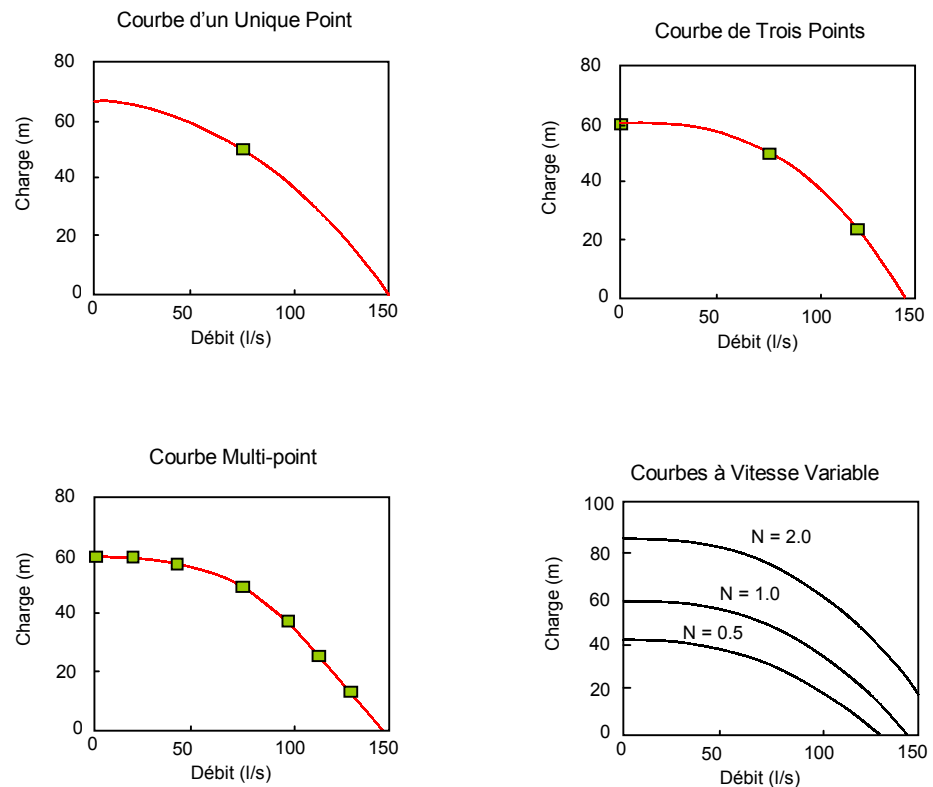 Courbe d'un Unique Point
80
60
40
20
0
0 50 100 150
Charge (m)
Débit (l/s)
Courbe de Trois Points
80
60
40
20
0
0 50 100 150
Charge (m)
Débit (l/s)
Courbe Multi-point
80
60
40
20
0
0 50 100 150
Charge (m)
Débit (l/s)
Courbes à Vitesse Variable
100
80
60
40
20
0
0 50 100 150
Charge (m)
N = 2.0
N = 1.0
N = 0.5
Débit (l/s)